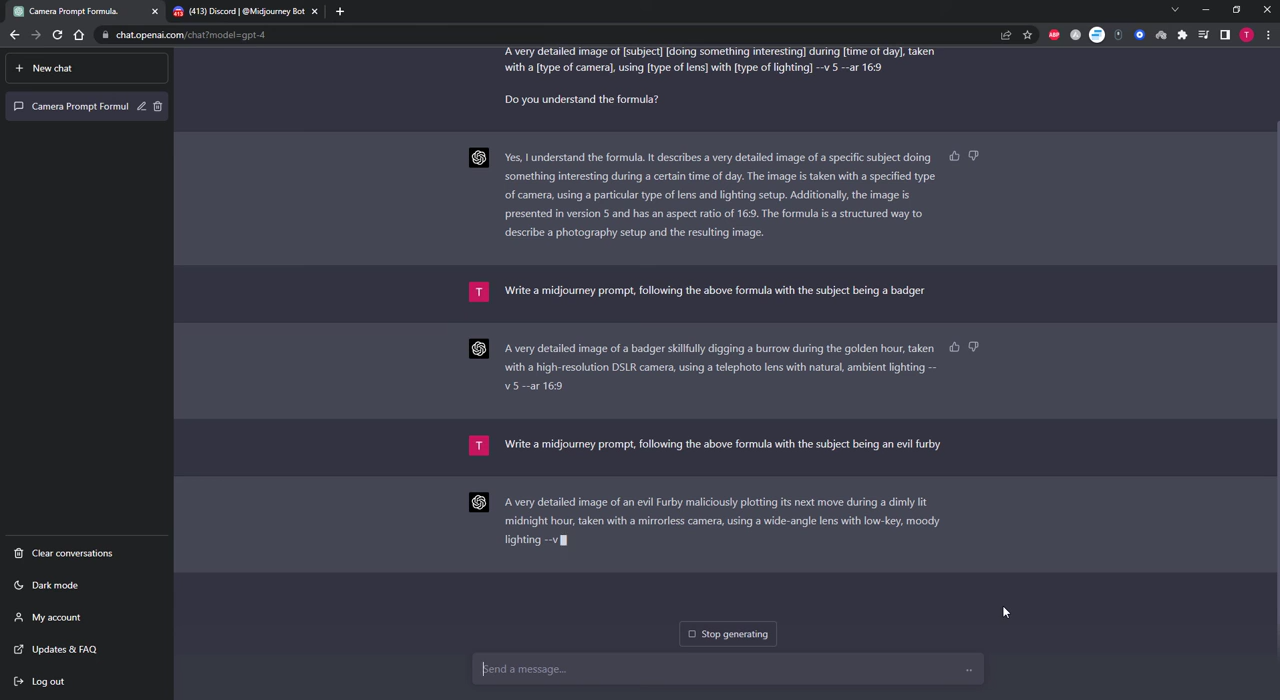 Camera Prompt Formula.
(413) Discord | @Midjourney Bot
413
chat.openai.com/chat?model=gpt-4
ABP
T
New chat
Camera Prompt Formul
A very detailed image of [subject] [doing something interesting] during [time of day], taken
with a [type of camera], using [type of lens] with [type of lighting] --v 5 --ar 16:9
Do you understand the formula?
Yes, I understand the formula. It describes a very detailed image of a specific subject doing
something interesting during a certain time of day. The image is taken with a specified type
of camera, using a particular type of lens and lighting setup. Additionally, the image is
presented in version 5 and has an aspect ratio of 16:9. The formula is a structured way to
describe a photography setup and the resulting image.
T
Write a midjourney prompt, following the above formula with the subject being a badger
A very detailed image of a badger skillfully digging a burrow during the golden hour, taken
with a high-resolution DSLR camera, using a telephoto lens with natural, ambient lighting --
v 5 --ar 16:9
T
Write a midjourney prompt, following the above formula with the subject being an evil furby
A very detailed image of an evil Furby maliciously plotting its next move during a dimly lit
midnight hour, taken with a mirrorless camera, using a wide-angle lens with low-key, moody
lighting --v
Clear conversations
Dark mode
My account
Updates & FAQ
Log out
Stop generating
Send a message...